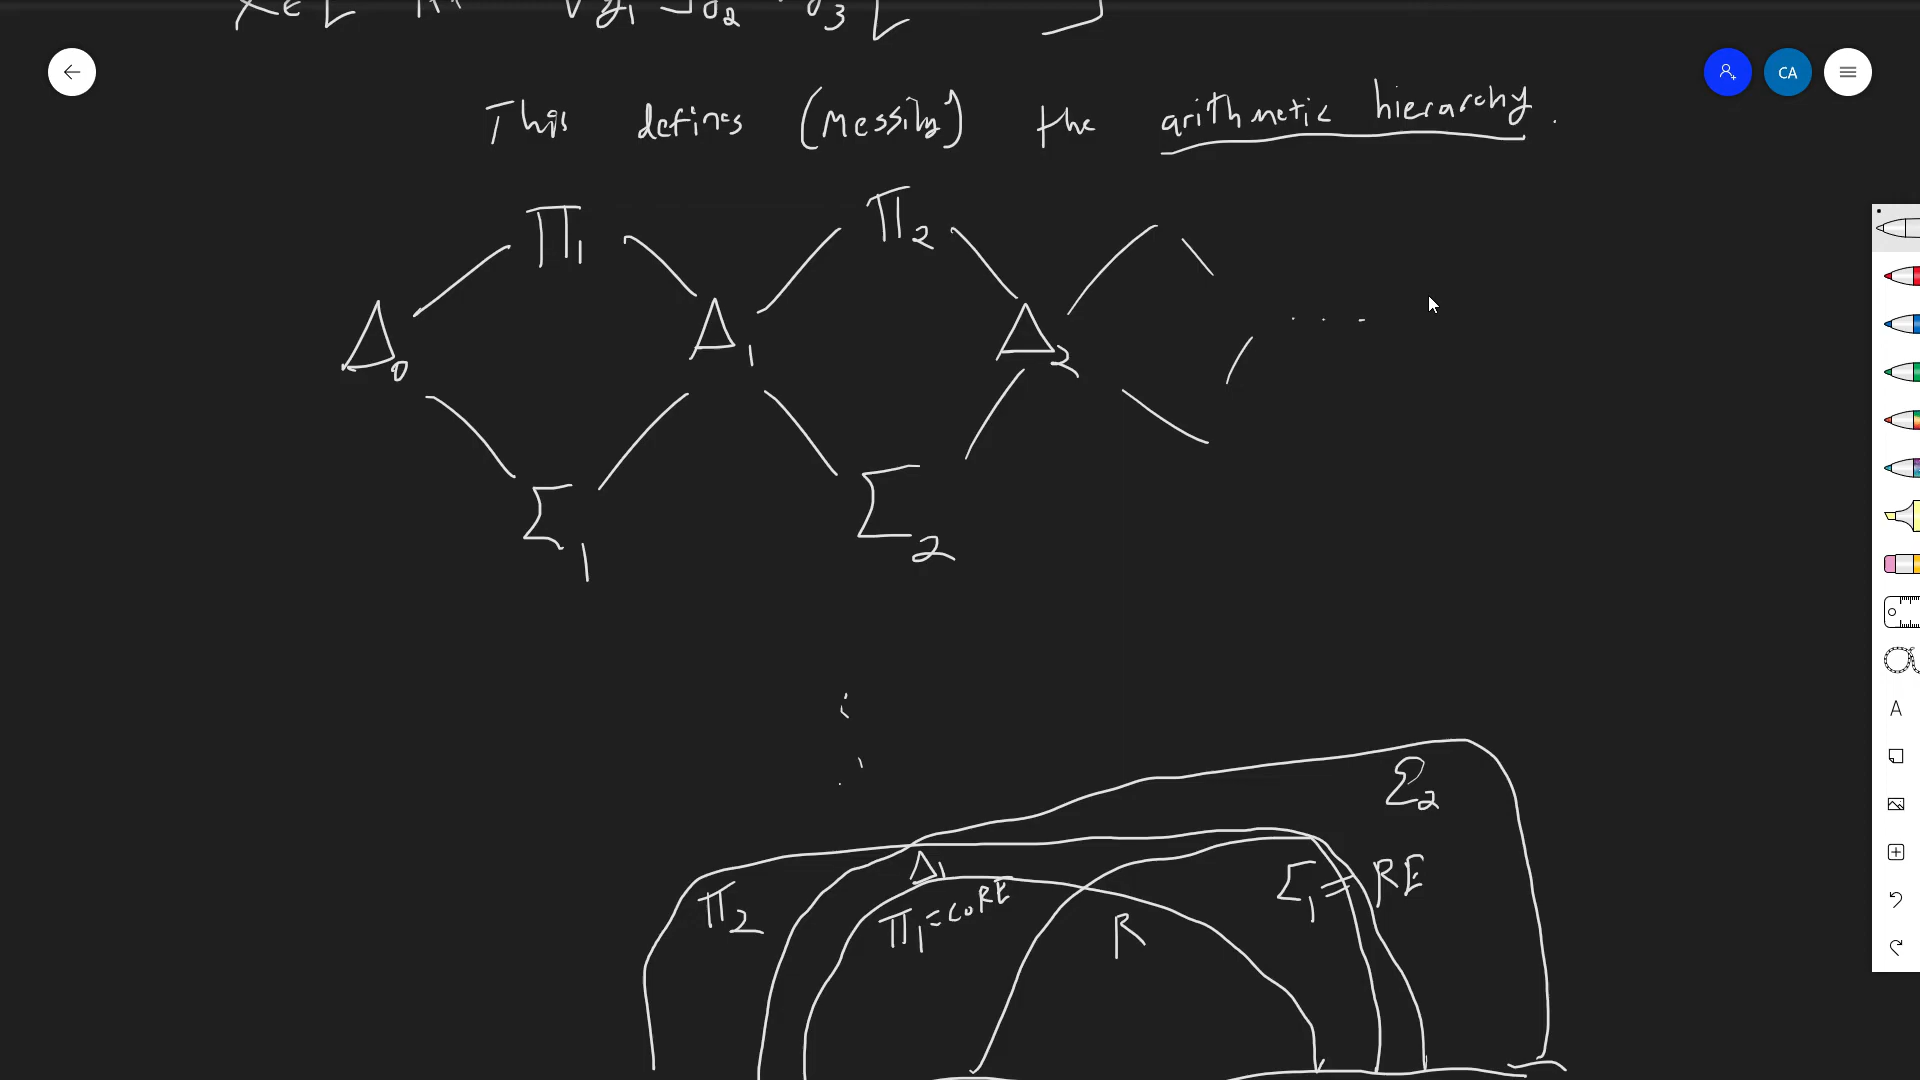 This defines (messily) the arithmetic hierarchy.
CA
Π₁ Π₂
Δ₀ Δ₁ Δ₂ ....
Σ₁ Σ₂
A
Σ₂
Δ₁
Π₂ Π₁=coRE R Σ₁=RE